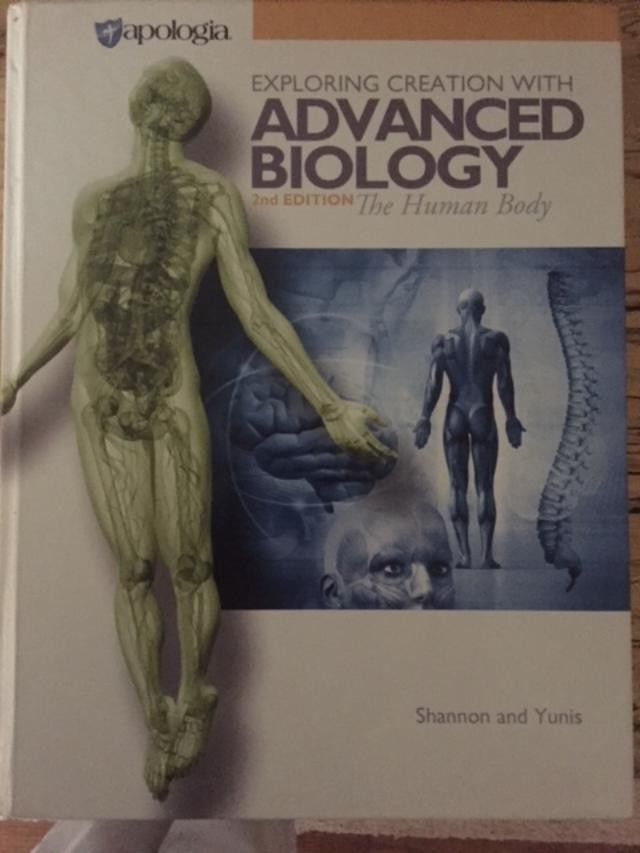 apologia
EXPLORING CREATION WITH
ADVANCED
BIOLOGY
2nd EDITION The Human Body
Shannon and Yunis